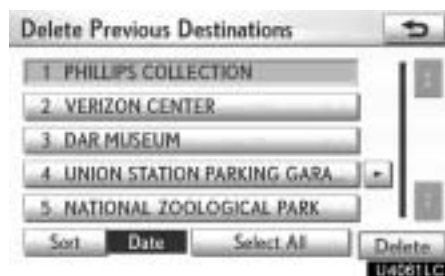 Delete Previous Destinations
1 PHILLIPS COLLECTION
2 VERIZON CENTER
3 DAR MUSEUM
4 UNION STATION PARKING GARA
5 NATIONAL ZOOLOGICAL PARK
Sort Date Select All Delete
U4061LC